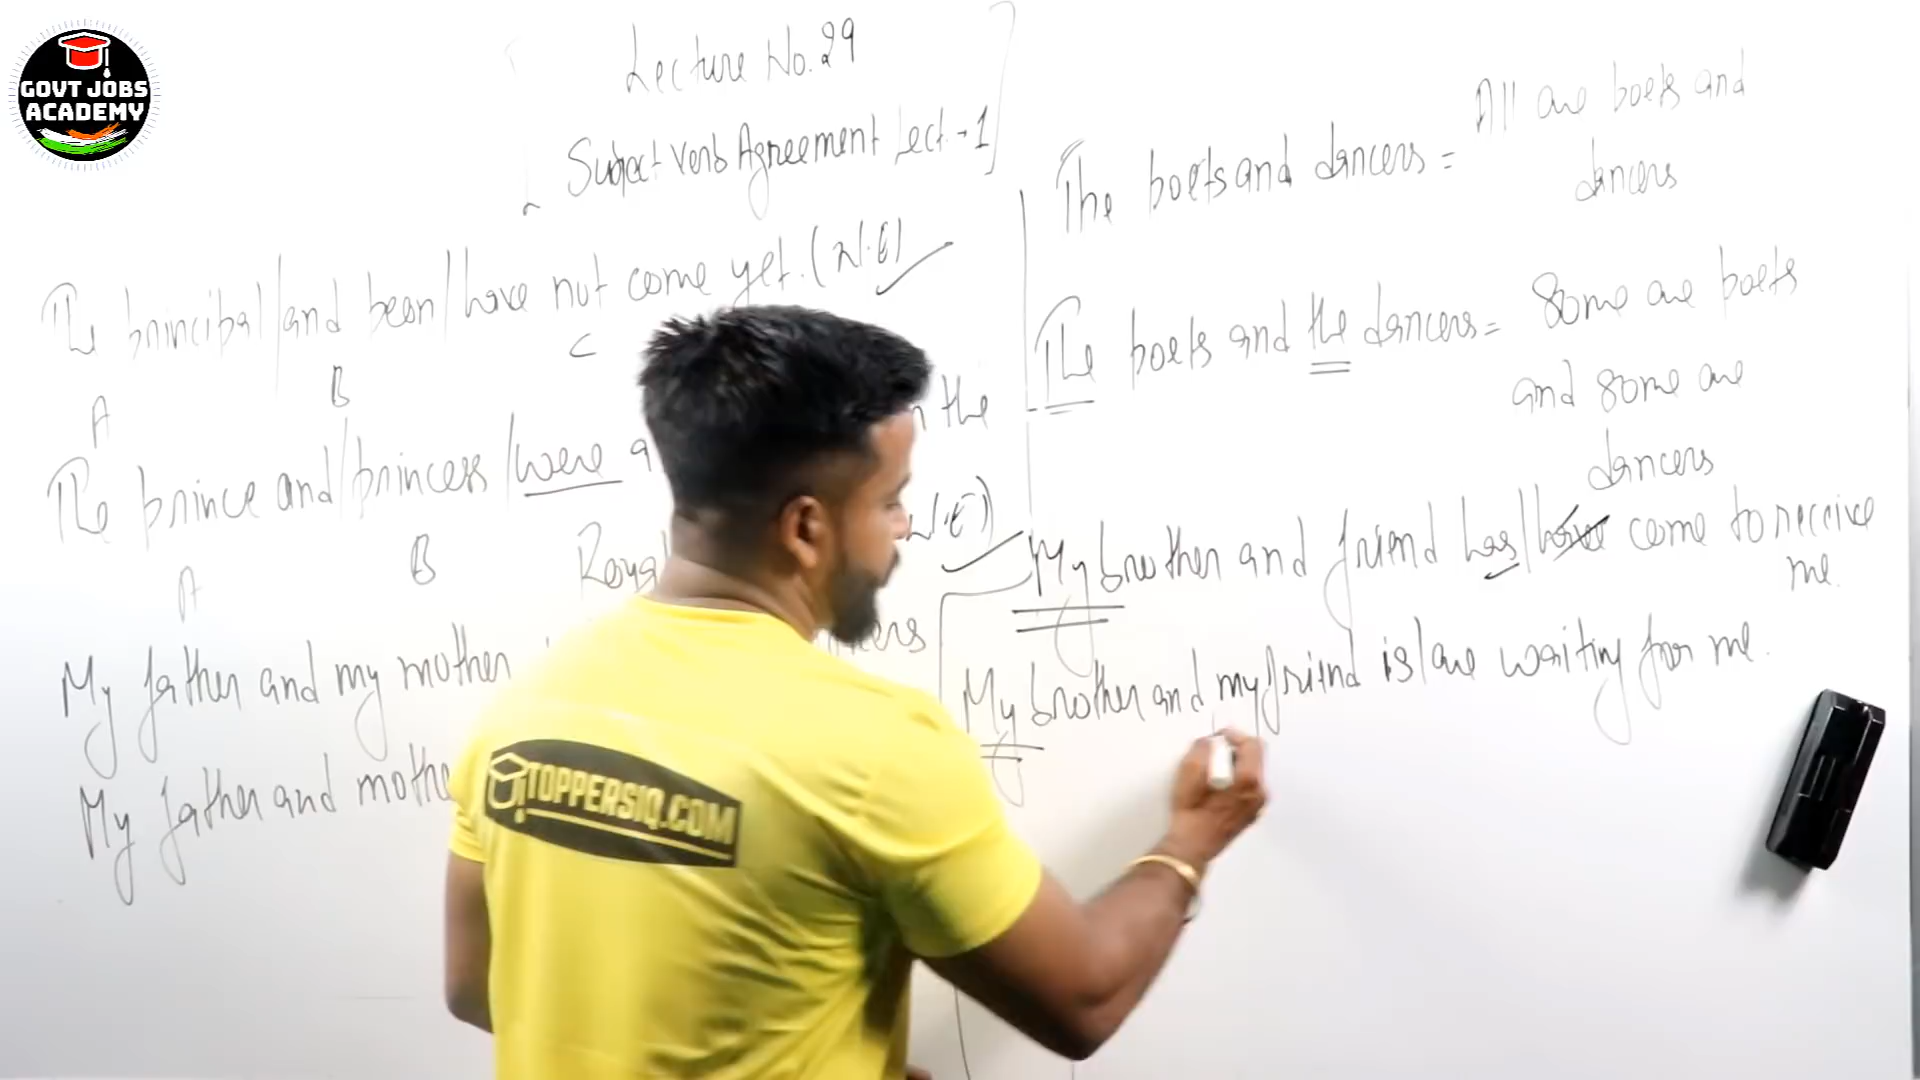 GOVT JOBS
ACADEMY
Lecture No. 29
Subject verb Agreement Lect. - 1
The principal / and dean / have not come yet. (N.E)
A B C
The prince and / princess / were a the
A B Roya
My father and my mother
My father and mothe
The poets and dancers = All are poets and
dancers
The poets and the dancers = Some are poets
and some are
dancers
My brother and friend has / have come to receive
me.
My brother and my friend is / are waiting for me.
TOPPERSIQ.COM